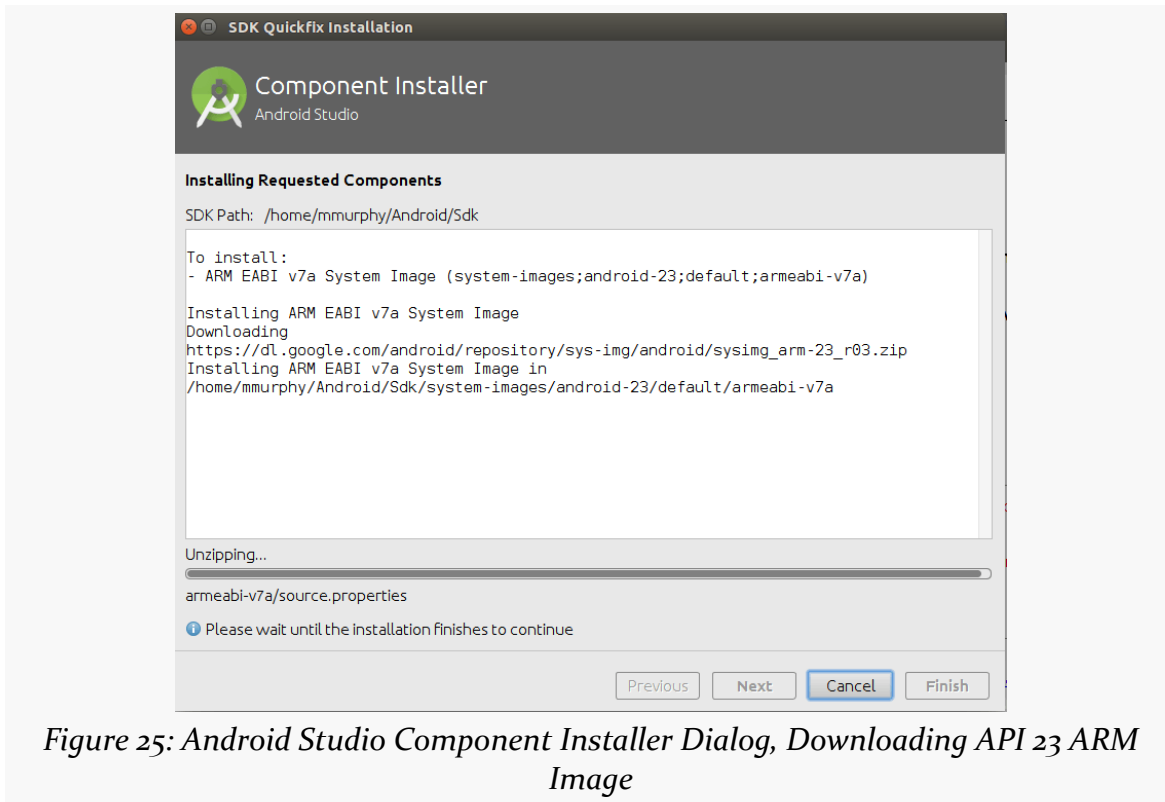 SDK Quickfix Installation
Component Installer
Android Studio
Installing Requested Components
SDK Path: /home/mmurphy/Android/Sdk
To install:
- ARM EABI v7a System Image (system-images;android-23;default;armeabi-v7a)
Installing ARM EABI v7a System Image
Downloading
https://dl.google.com/android/repository/sys-img/android/sysimg_arm-23_r03.zip
Installing ARM EABI v7a System Image in
/home/mmurphy/Android/Sdk/system-images/android-23/default/armeabi-v7a
Unzipping...
armeabi-v7a/source.properties
Please wait until the installation finishes to continue
Previous Next Cancel Finish
Figure 25: Android Studio Component Installer Dialog, Downloading API 23 ARM
Image